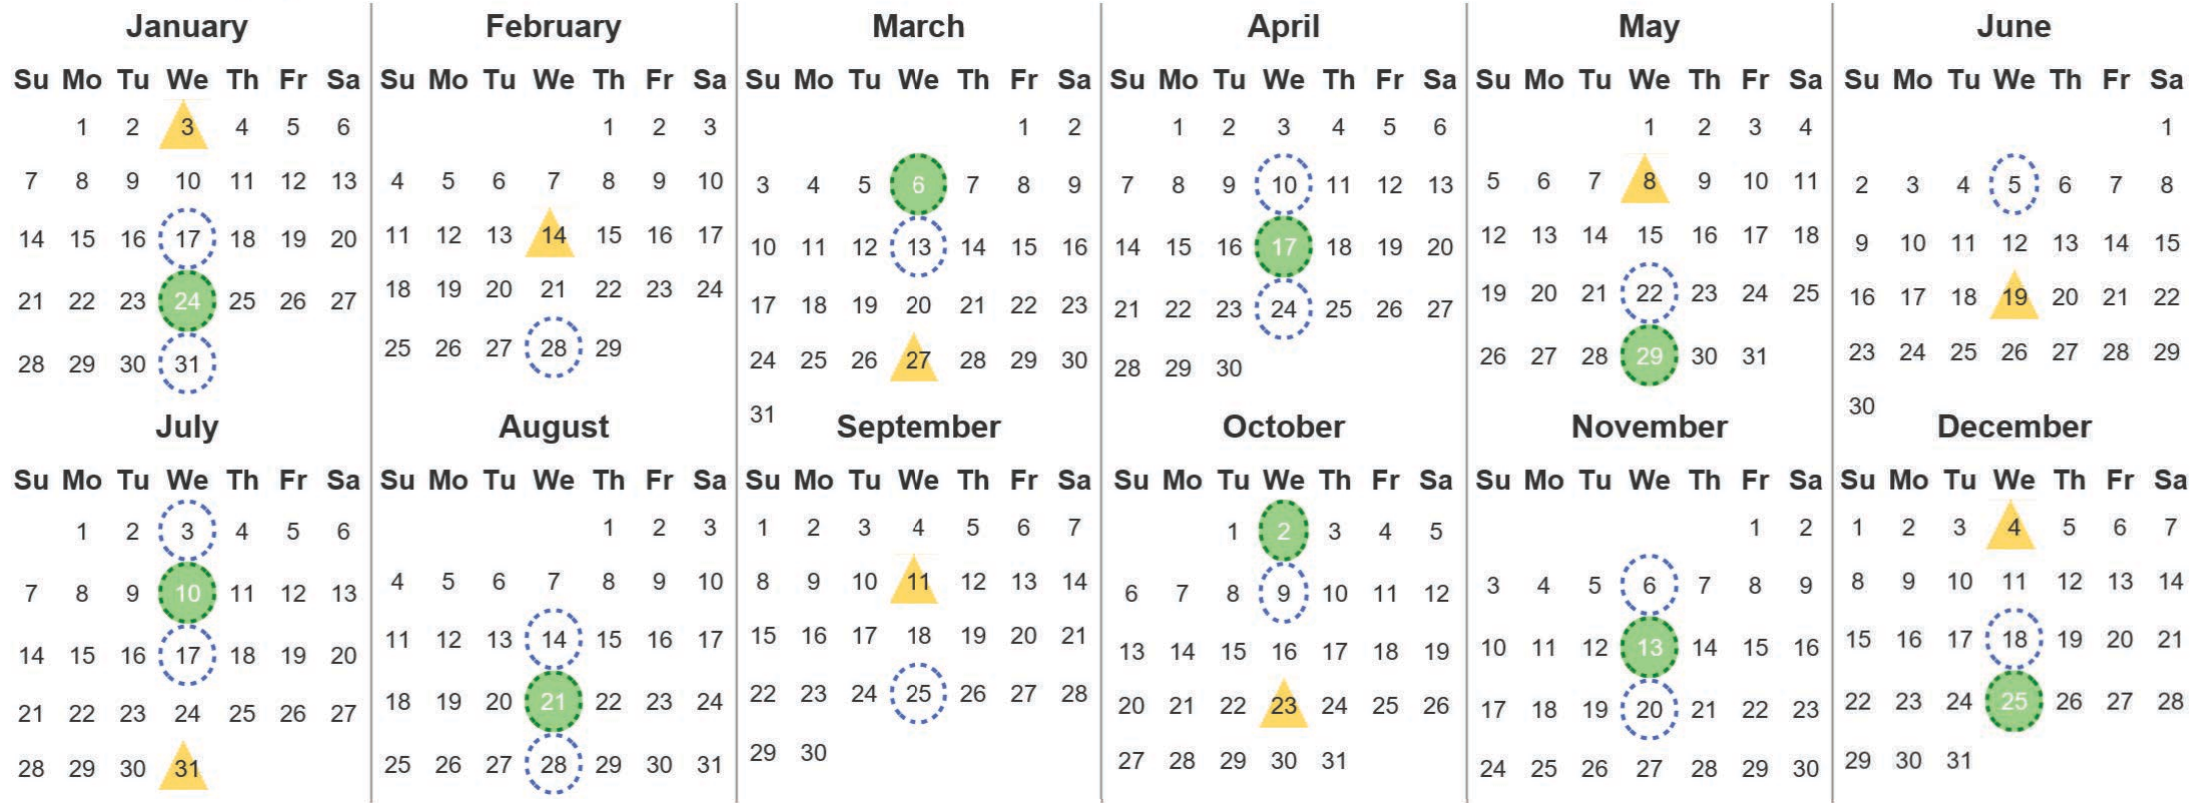 January February March April May June
Su Mo Tu We Th Fr Sa Su Mo Tu We Th Fr Sa Su Mo Tu We Th Fr Sa Su Mo Tu We Th Fr Sa Su Mo Tu We Th Fr Sa Su Mo Tu We Th Fr Sa
1 2 3 4 5 6 1 2 3 1 2 1 2 3 4 5 6 1 2 3 4 1
7 8 9 10 11 12 13 4 5 6 7 8 9 10 3 4 5 6 7 8 9 7 8 9 10 11 12 13 5 6 7 8 9 10 11 2 3 4 5 6 7 8
14 15 16 17 18 19 20 11 12 13 14 15 16 17 10 11 12 13 14 15 16 14 15 16 17 18 19 20 12 13 14 15 16 17 18 9 10 11 12 13 14 15
21 22 23 24 25 26 27 18 19 20 21 22 23 24 17 18 19 20 21 22 23 21 22 23 24 25 26 27 19 20 21 22 23 24 25 16 17 18 19 20 21 22
28 29 30 31 25 26 27 28 29 24 25 26 27 28 29 30 28 29 30 26 27 28 29 30 31 23 24 25 26 27 28 29
31 30
July August September October November December
Su Mo Tu We Th Fr Sa Su Mo Tu We Th Fr Sa Su Mo Tu We Th Fr Sa Su Mo Tu We Th Fr Sa Su Mo Tu We Th Fr Sa Su Mo Tu We Th Fr Sa
1 2 3 4 5 6 1 2 3 1 2 3 4 5 6 7 1 2 3 4 5 1 2 1 2 3 4 5 6 7
7 8 9 10 11 12 13 4 5 6 7 8 9 10 8 9 10 11 12 13 14 6 7 8 9 10 11 12 3 4 5 6 7 8 9 8 9 10 11 12 13 14
14 15 16 17 18 19 20 11 12 13 14 15 16 17 15 16 17 18 19 20 21 13 14 15 16 17 18 19 10 11 12 13 14 15 16 15 16 17 18 19 20 21
21 22 23 24 25 26 27 18 19 20 21 22 23 24 22 23 24 25 26 27 28 20 21 22 23 24 25 26 17 18 19 20 21 22 23 22 23 24 25 26 27 28
28 29 30 31 25 26 27 28 29 30 31 29 30 27 28 29 30 31 24 25 26 27 28 29 30 29 30 31